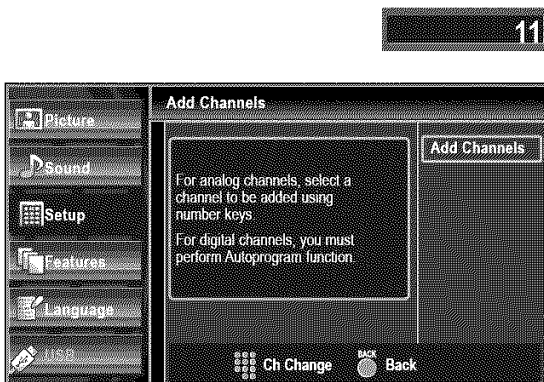 11
Add Channels
Picture
Sound
Setup
Features
Language
USB
For analog channels, select a
channel to be added using
number keys.
For digital channels, you must
perform Autoprogram function.
Add Channels
Ch Change
BACK
Back